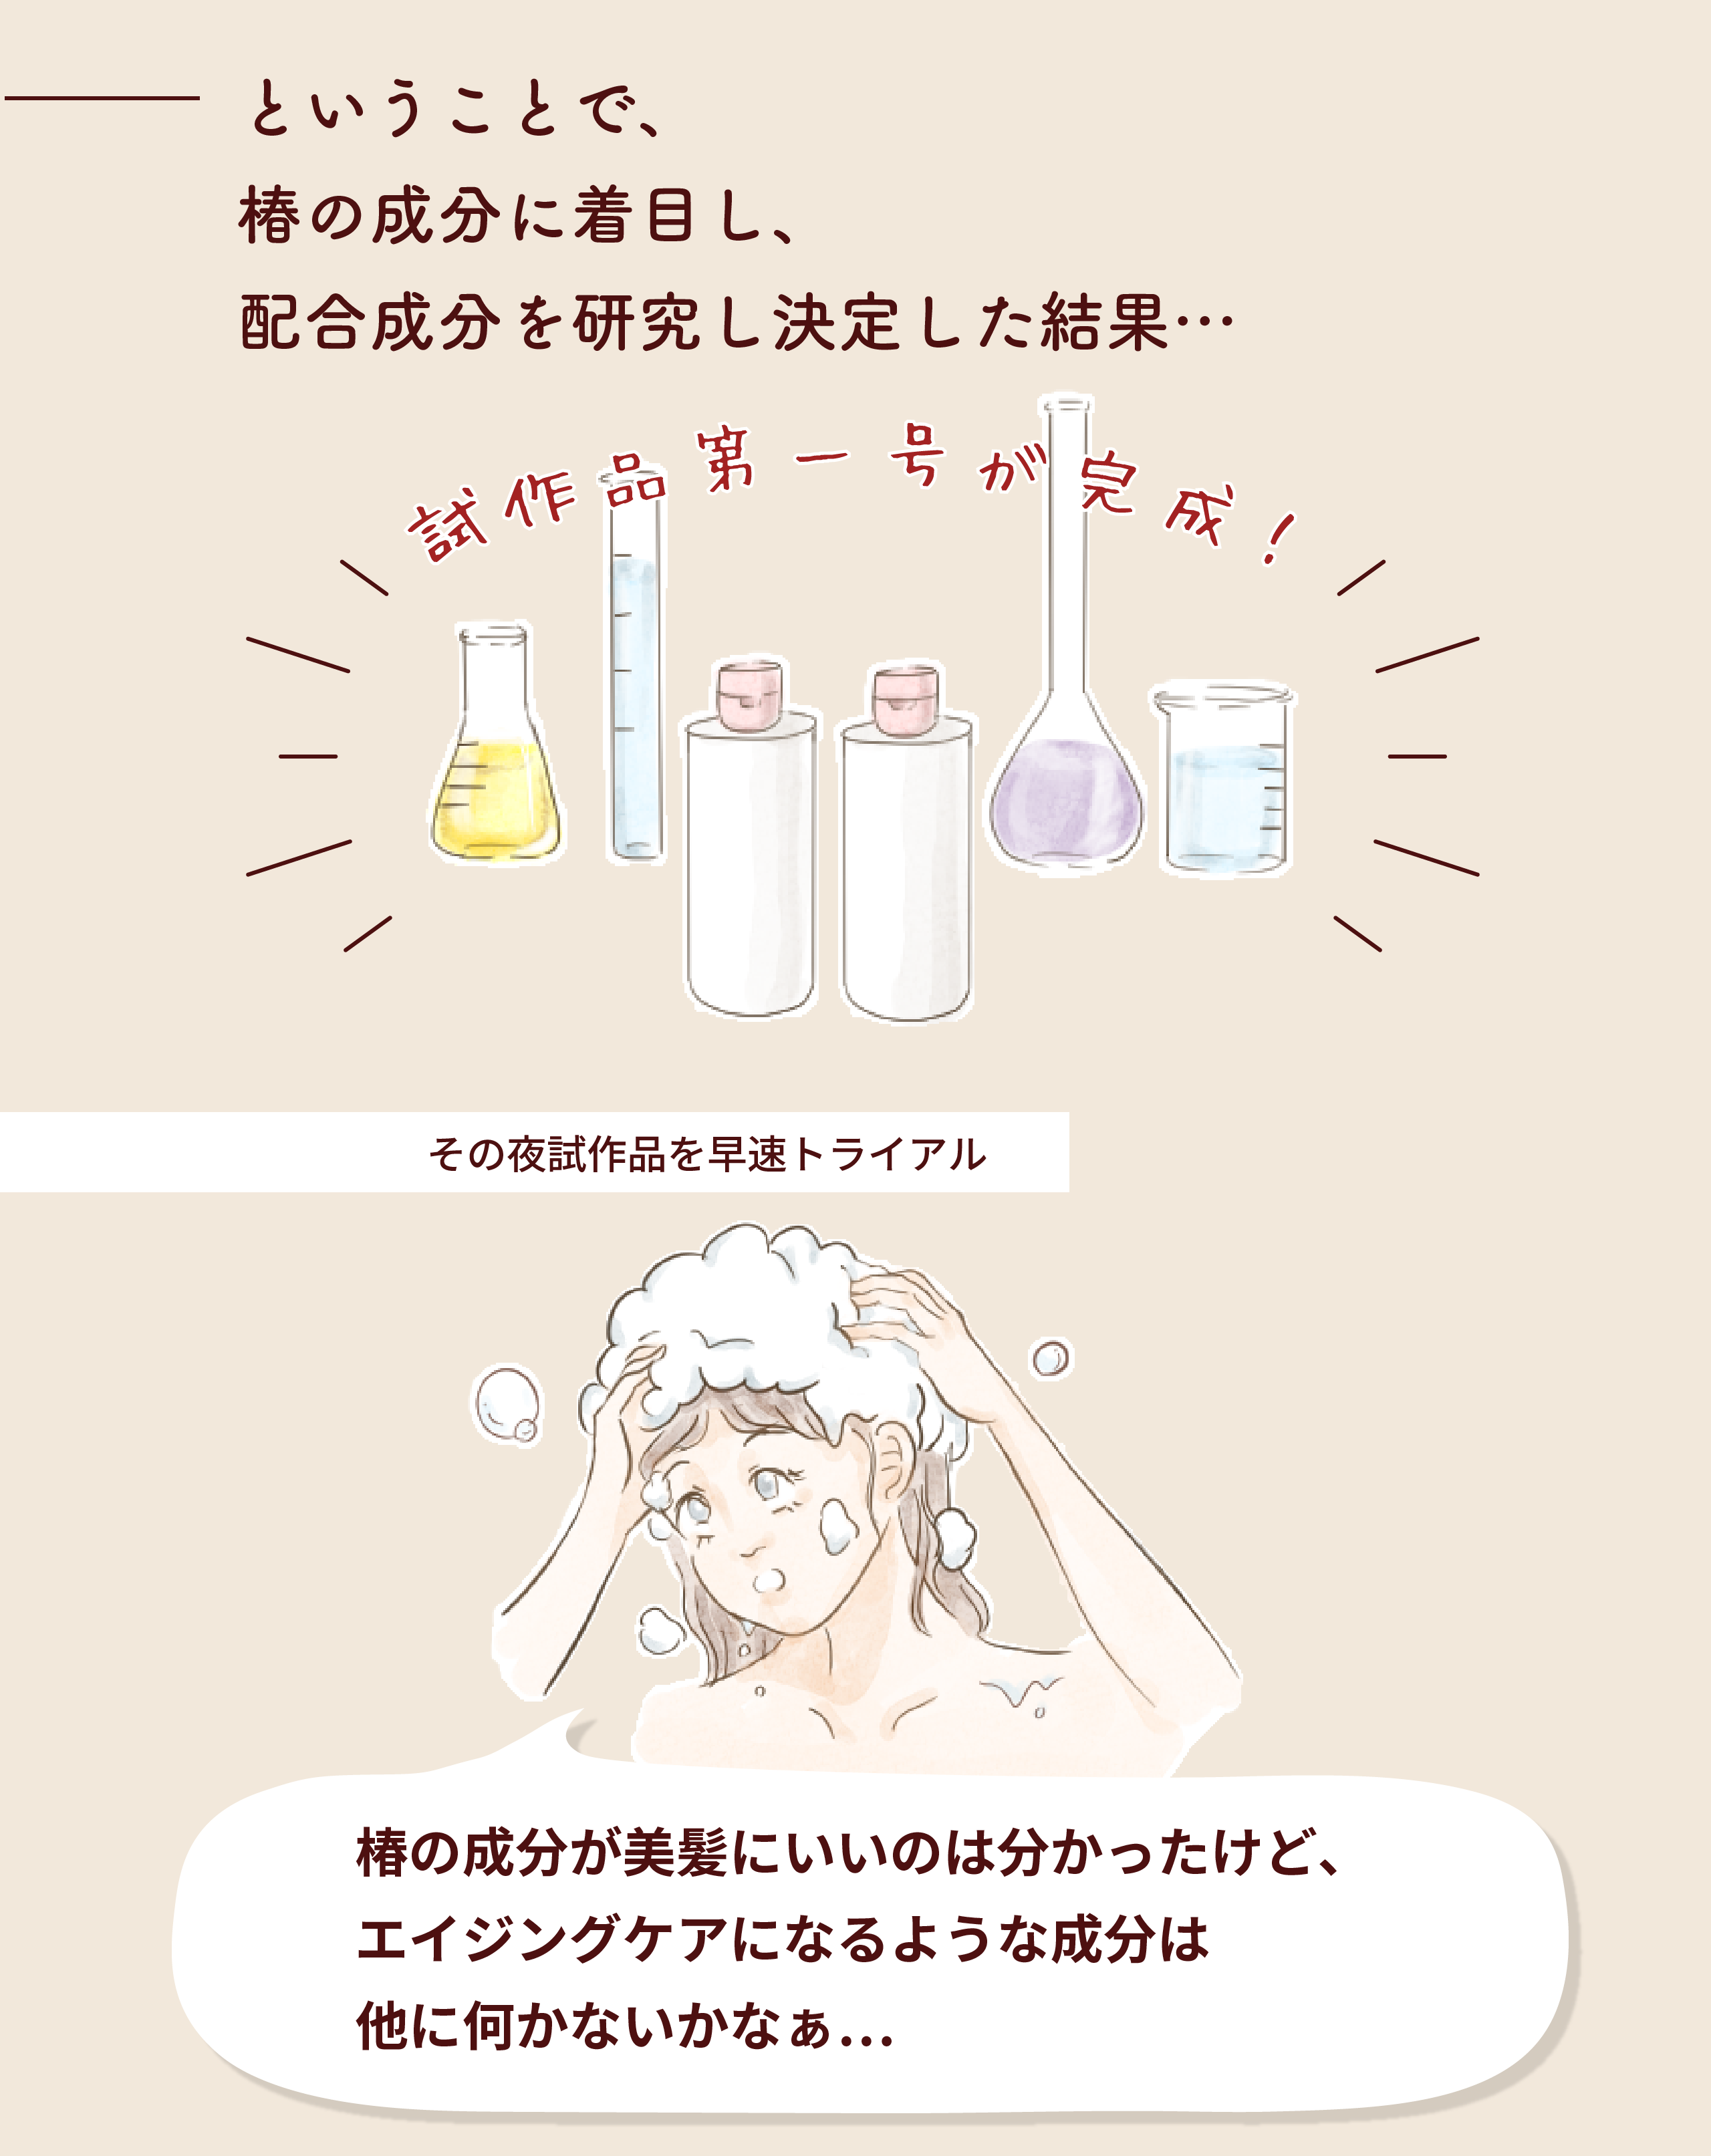 ということで、
椿の成分に着目し、
配合成分を研究し決定した結果…
試作品第一号が完成！
その夜試作品を早速トライアル
椿の成分が美髪にいいのは分かったけど、
エイジングケアになるような成分は
他に何かないかなぁ…